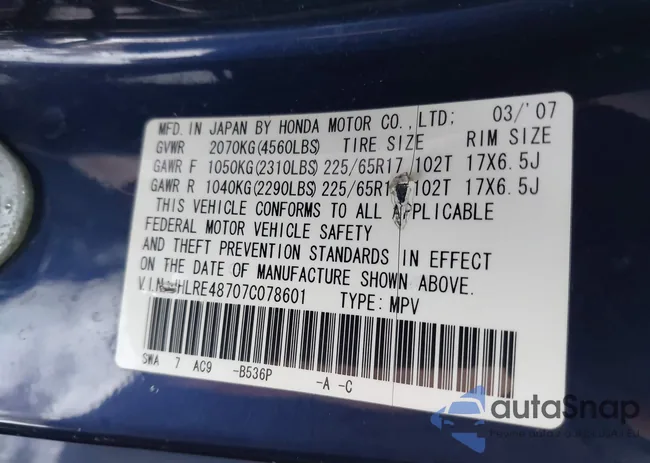 MFD. IN JAPAN BY HONDA MOTOR CO., LTD: 03/'07
GVWR 2070KG(4560LBS) TIRE SIZE RIM SIZE
GAWR F 1050KG(2310LBS) 225/65R17 102T 17X6.5J
GAWR R 1040KG(2290LBS) 225/65R1 102T 17X6.5J
THIS VEHICLE CONFORMS TO ALL A PLICABLE
FEDERAL MOTOR VEHICLE SAFETY
AND THEFT PREVENTION STANDARDS IN EFFECT
ON THE DATE OF MANUFACTURE SHOWN ABOVE.
V.I.N. HLRE48707C078601 TYPE: MPV
SWA 7 AC9 -B536P -A -C
autoSnap